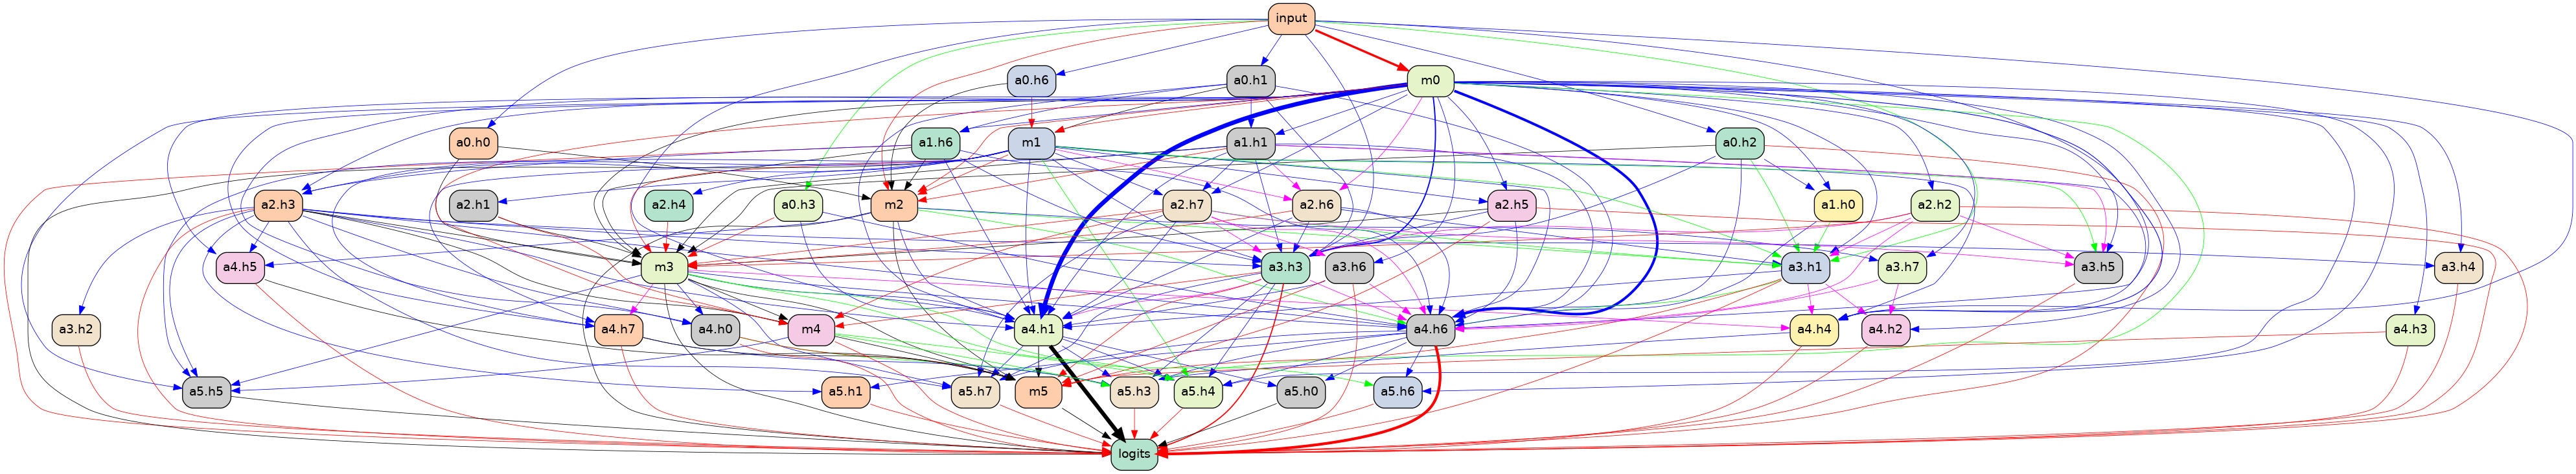 input
a0.h6 a0.h1 m0
a0.h0 a1.h6 m1 a1.h1 a0.h2
a2.h3 a2.h1 a2.h4 a0.h3 m2 a2.h7 a2.h6 a2.h5 a1.h0 a2.h2
a4.h5 m3 a3.h3 a3.h6 a3.h1 a3.h7 a3.h5 a3.h4
a3.h2 a4.h7 a4.h0 m4 a4.h1 a4.h6 a4.h4 a4.h2 a4.h3
a5.h5 a5.h1 a5.h7 m5 a5.h3 a5.h4 a5.h0 a5.h6
logits